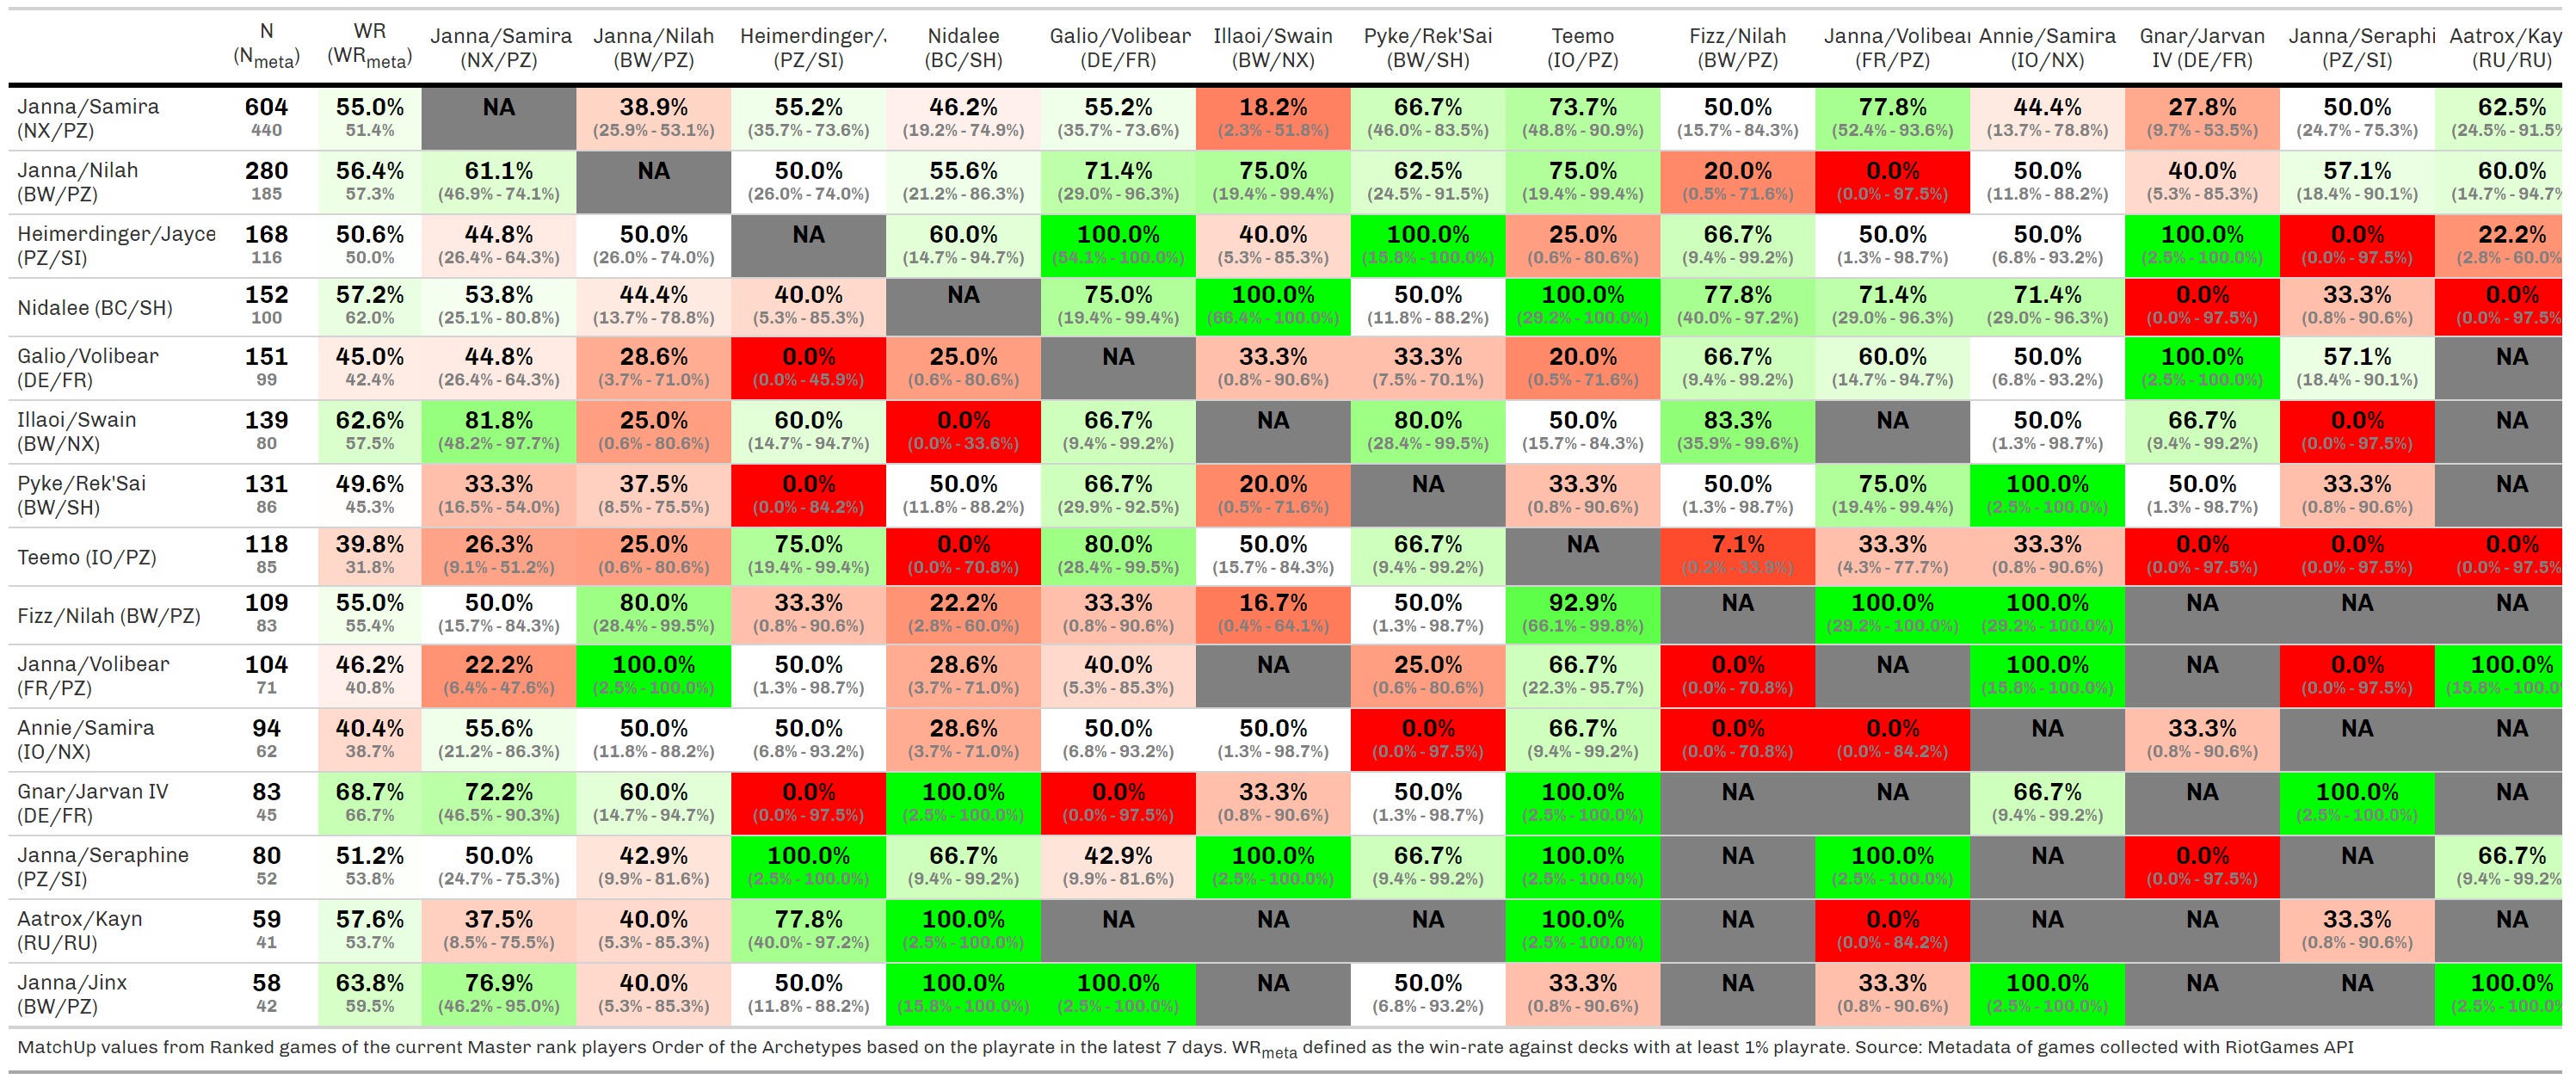 N WR Janna/Samira Janna/Nilah Heimerdinger/J Nidalee Galio/Volibear Illaoi/Swain Pyke/Rek'Sai Teemo Fizz/Nilah Janna/Volibear Annie/Samira Gnar/Jarvan Janna/Seraphi Aatrox/Kay
(Nmeta) (WRmeta) (NX/PZ) (BW/PZ) (PZ/SI) (BC/SH) (DE/FR) (BW/NX) (BW/SH) (IO/PZ) (BW/PZ) (FR/PZ) (IO/NX) IV (DE/FR) (PZ/SI) (RU/RU)
Janna/Samira 604 55.0% NA 38.9% 55.2% 46.2% 55.2% 18.2% 66.7% 73.7% 50.0% 77.8% 44.4% 27.8% 50.0% 62.5%
(NX/PZ) 440 51.4% (25.9% - 53.1%) (35.7% - 73.6%) (19.2% - 74.9%) (35.7% - 73.6%) (2.3% - 51.8%) (46.0% - 83.5%) (48.8% - 90.9%) (15.7% - 84.3%) (52.4% - 93.6%) (13.7% - 78.8%) (9.7% - 53.5%) (24.7% - 75.3%) (24.5% - 91.5%
Janna/Nilah 280 56.4% 61.1% NA 50.0% 55.6% 71.4% 75.0% 62.5% 75.0% 20.0% 0.0% 50.0% 40.0% 57.1% 60.0%
(BW/PZ) 185 57.3% (46.9% - 74.1%) (26.0% - 74.0%) (21.2% - 86.3%) (29.0% - 96.3%) (19.4% - 99.4%) (24.5% - 91.5%) (19.4% - 99.4%) (0.5% - 71.6%) (0.0% - 97.5%) (11.8% - 88.2%) (5.3% - 85.3%) (18.4% - 90.1%) (14.7% - 94.7%
Heimerdinger/Jayce 168 50.6% 44.8% 50.0% NA 60.0% 100.0% 40.0% 100.0% 25.0% 66.7% 50.0% 50.0% 100.0% 0.0% 22.2%
(PZ/SI) 116 50.0% (26.4% - 64.3%) (26.0% - 74.0%) (14.7% - 94.7%) (54.1% - 100.0%) (5.3% - 85.3%) (15.8% - 100.0%) (0.6% - 80.6%) (9.4% - 99.2%) (1.3% - 98.7%) (6.8% - 93.2%) (2.5% - 100.0%) (0.0% - 97.5%) (2.8% - 60.0%
Nidalee (BC/SH) 152 57.2% 53.8% 44.4% 40.0% NA 75.0% 100.0% 50.0% 100.0% 77.8% 71.4% 71.4% 0.0% 33.3% 0.0%
100 62.0% (25.1% - 80.8%) (13.7% - 78.8%) (5.3% - 85.3%) (19.4% - 99.4%) (66.4% - 100.0%) (11.8% - 88.2%) (29.2% - 100.0%) (40.0% - 97.2%) (29.0% - 96.3%) (29.0% - 96.3%) (0.0% - 97.5%) (0.8% - 90.6%) (0.0% - 97.5%
Galio/Volibear 151 45.0% 44.8% 28.6% 0.0% 25.0% NA 33.3% 33.3% 20.0% 66.7% 60.0% 50.0% 100.0% 57.1% NA
(DE/FR) 99 42.4% (26.4% - 64.3%) (3.7% - 71.0%) (0.0% - 45.9%) (0.6% - 80.6%) (0.8% - 90.6%) (7.5% - 70.1%) (0.5% - 71.6%) (9.4% - 99.2%) (14.7% - 94.7%) (6.8% - 93.2%) (2.5% - 100.0%) (18.4% - 90.1%)
Illaoi/Swain 139 62.6% 81.8% 25.0% 60.0% 0.0% 66.7% NA 80.0% 50.0% 83.3% NA 50.0% 66.7% 0.0% NA
(BW/NX) 80 57.5% (48.2% - 97.7%) (0.6% - 80.6%) (14.7% - 94.7%) (0.0% - 33.6%) (9.4% - 99.2%) (28.4% - 99.5%) (15.7% - 84.3%) (35.9% - 99.6%) (1.3% - 98.7%) (9.4% - 99.2%) (0.0% - 97.5%)
Pyke/Rek'Sai 131 49.6% 33.3% 37.5% 0.0% 50.0% 66.7% 20.0% NA 33.3% 50.0% 75.0% 100.0% 50.0% 33.3% NA
(BW/SH) 86 45.3% (16.5% - 54.0%) (8.5% - 75.5%) (0.0% - 84.2%) (11.8% - 88.2%) (29.9% - 92.5%) (0.5% - 71.6%) (0.8% - 90.6%) (1.3% - 98.7%) (19.4% - 99.4%) (2.5% - 100.0%) (1.3% - 98.7%) (0.8% - 90.6%)
Teemo (IO/PZ) 118 39.8% 26.3% 25.0% 75.0% 0.0% 80.0% 50.0% 66.7% NA 7.1% 33.3% 33.3% 0.0% 0.0% 0.0%
85 31.8% (9.1% - 51.2%) (0.6% - 80.6%) (19.4% - 99.4%) (0.0% - 70.8%) (28.4% - 99.5%) (15.7% - 84.3%) (9.4% - 99.2%) (0.2% - 33.9%) (4.3% - 77.7%) (0.8% - 90.6%) (0.0% - 97.5%) (0.0% - 97.5%) (0.0% - 97.5%
Fizz/Nilah (BW/PZ) 109 55.0% 50.0% 80.0% 33.3% 22.2% 33.3% 16.7% 50.0% 92.9% NA 100.0% 100.0% NA NA NA
83 55.4% (15.7% - 84.3%) (28.4% - 99.5%) (0.8% - 90.6%) (2.8% - 60.0%) (0.8% - 90.6%) (0.4% - 64.1%) (1.3% - 98.7%) (66.1% - 99.8%) (29.2% - 100.0%) (29.2% - 100.0%)
Janna/Volibear 104 46.2% 22.2% 100.0% 50.0% 28.6% 40.0% NA 25.0% 66.7% 0.0% NA 100.0% NA 0.0% 100.0%
(FR/PZ) 71 40.8% (6.4% - 47.6%) (2.5% - 100.0%) (1.3% - 98.7%) (3.7% - 71.0%) (5.3% - 85.3%) (0.6% - 80.6%) (22.3% - 95.7%) (0.0% - 70.8%) (15.8% - 100.0%) (0.0% - 97.5%) (15.8% - 100.0
Annie/Samira 94 40.4% 55.6% 50.0% 50.0% 28.6% 50.0% 50.0% 0.0% 66.7% 0.0% 0.0% NA 33.3% NA NA
(IO/NX) 62 38.7% (21.2% - 86.3%) (11.8% - 88.2%) (6.8% - 93.2%) (3.7% - 71.0%) (6.8% - 93.2%) (1.3% - 98.7%) (0.0% - 97.5%) (9.4% - 99.2%) (0.0% - 70.8%) (0.0% - 84.2%) (0.8% - 90.6%)
Gnar/Jarvan IV 83 68.7% 72.2% 60.0% 0.0% 100.0% 0.0% 33.3% 50.0% 100.0% NA NA 66.7% NA 100.0% NA
(DE/FR) 45 66.7% (46.5% - 90.3%) (14.7% - 94.7%) (0.0% - 97.5%) (2.5% - 100.0%) (0.0% - 97.5%) (0.8% - 90.6%) (1.3% - 98.7%) (2.5% - 100.0%) (9.4% - 99.2%) (2.5% - 100.0%)
Janna/Seraphine 80 51.2% 50.0% 42.9% 100.0% 66.7% 42.9% 100.0% 66.7% 100.0% NA 100.0% NA 0.0% NA 66.7%
(PZ/SI) 52 53.8% (24.7% - 75.3%) (9.9% - 81.6%) (2.5% - 100.0%) (9.4% - 99.2%) (9.9% - 81.6%) (2.5% - 100.0%) (9.4% - 99.2%) (2.5% - 100.0%) (2.5% - 100.0%) (0.0% - 97.5%) (9.4% - 99.2%
Aatrox/Kayn 59 57.6% 37.5% 40.0% 77.8% 100.0% NA NA NA 100.0% NA 0.0% NA NA 33.3% NA
(RU/RU) 41 53.7% (8.5% - 75.5%) (5.3% - 85.3%) (40.0% - 97.2%) (2.5% - 100.0%) (2.5% - 100.0%) (0.0% - 84.2%) (0.8% - 90.6%)
Janna/Jinx 58 63.8% 76.9% 40.0% 50.0% 100.0% 100.0% NA 50.0% 33.3% NA 33.3% 100.0% NA NA 100.0%
(BW/PZ) 42 59.5% (46.2% - 95.0%) (5.3% - 85.3%) (11.8% - 88.2%) (15.8% - 100.0%) (2.5% - 100.0%) (6.8% - 93.2%) (0.8% - 90.6%) (0.8% - 90.6%) (2.5% - 100.0%) (2.5% - 100.0
MatchUp values from Ranked games of the current Master rank players Order of the Archetypes based on the playrate in the latest 7 days. WRmeta defined as the win-rate against decks with at least 1% playrate. Source: Metadata of games collected with RiotGames API